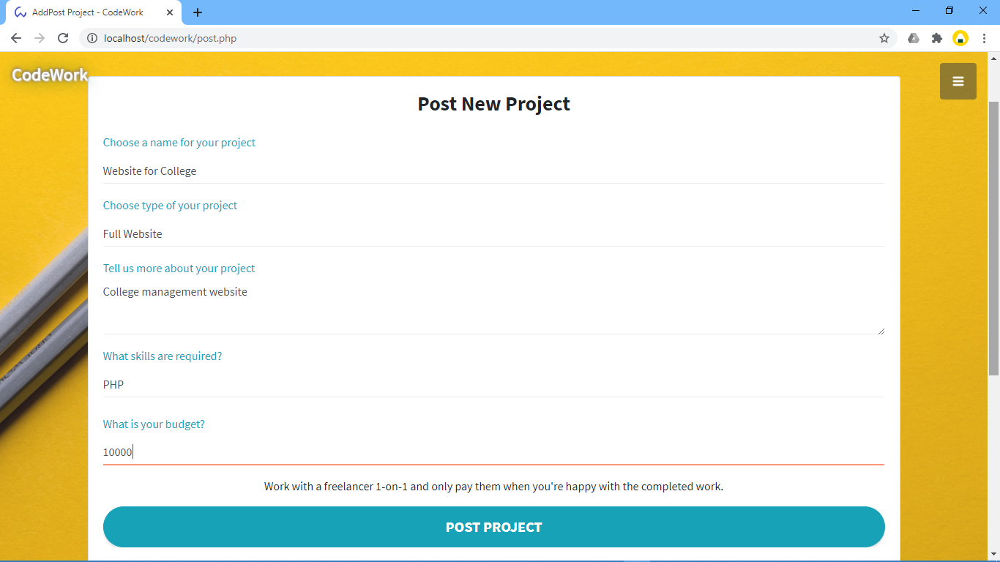 AddPost Project - CodeWork
localhost/codework/post.php
CodeWork
Post New Project
Choose a name for your project
Website for College
Choose type of your project
Full Website
Tell us more about your project
College management website
What skills are required?
PHP
What is your budget?
10000
Work with a freelancer 1-on-1 and only pay them when you're happy with the completed work.
POST PROJECT